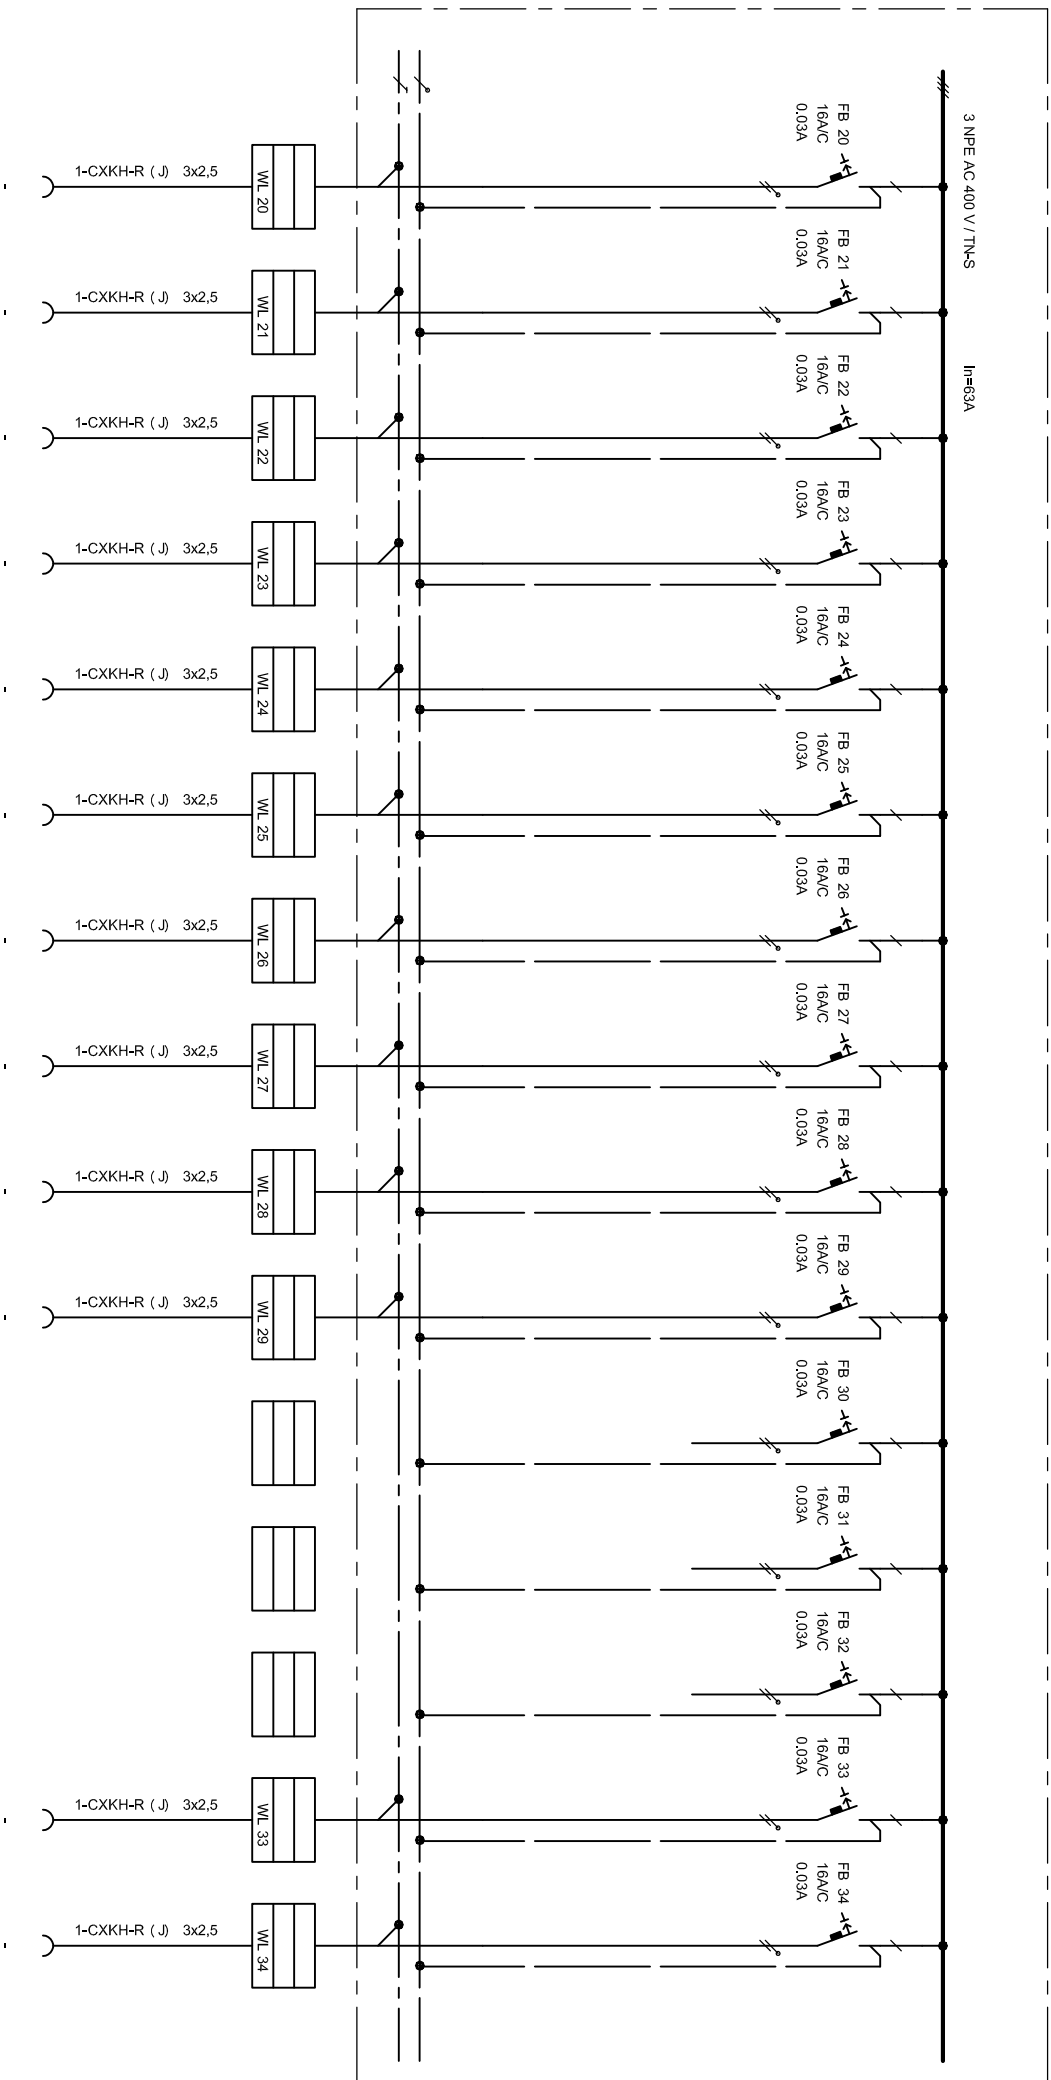 3 NPE AC 400 V / TN-S
In=63A
FB 20
16A/C
0.03A
WL 20
1-CXKH-R ( J) 3x2,5
FB 21
16A/C
0.03A
WL 21
1-CXKH-R ( J) 3x2,5
FB 22
16A/C
0.03A
WL 22
1-CXKH-R ( J) 3x2,5
FB 23
16A/C
0.03A
WL 23
1-CXKH-R ( J) 3x2,5
FB 24
16A/C
0.03A
WL 24
1-CXKH-R ( J) 3x2,5
FB 25
16A/C
0.03A
WL 25
1-CXKH-R ( J) 3x2,5
FB 26
16A/C
0.03A
WL 26
1-CXKH-R ( J) 3x2,5
FB 27
16A/C
0.03A
WL 27
1-CXKH-R ( J) 3x2,5
FB 28
16A/C
0.03A
WL 28
1-CXKH-R ( J) 3x2,5
FB 29
16A/C
0.03A
WL 29
1-CXKH-R ( J) 3x2,5
FB 30
16A/C
0.03A
FB 31
16A/C
0.03A
FB 32
16A/C
0.03A
FB 33
16A/C
0.03A
WL 33
1-CXKH-R ( J) 3x2,5
FB 34
16A/C
0.03A
WL 34
1-CXKH-R ( J) 3x2,5